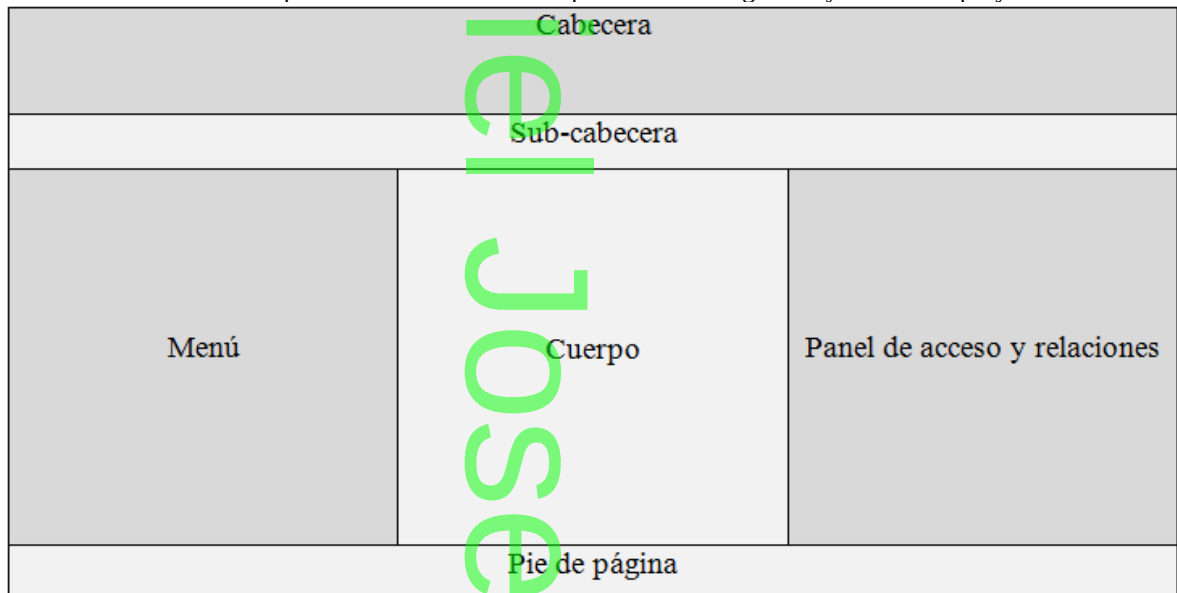 Cabecera
Sub-cabecera
Menú
Cuerpo
Panel de acceso y relaciones
Pie de página
iel Jose